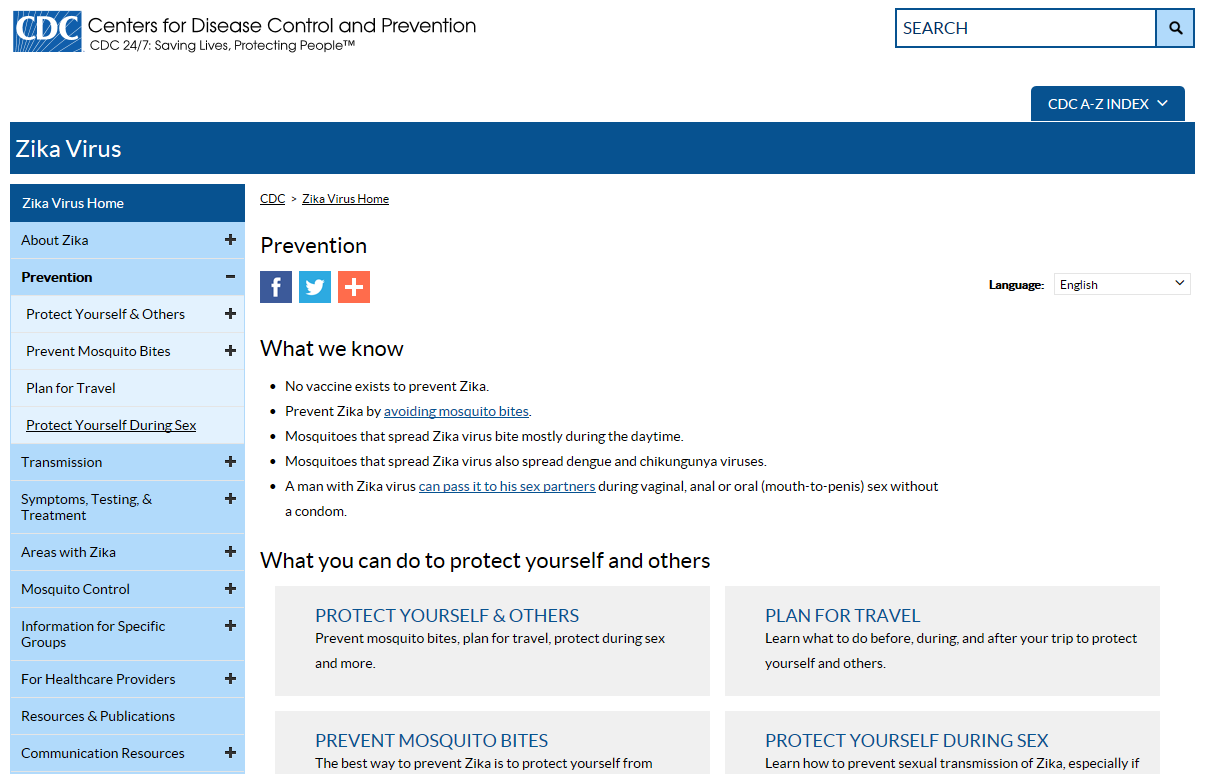 CDC
Centers for Disease Control and Prevention
CDC 24/7: Saving Lives, Protecting People™
SEARCH
CDC A-Z INDEX
Zika Virus
Zika Virus Home
About Zika
Prevention
Protect Yourself & Others
Prevent Mosquito Bites
Plan for Travel
Protect Yourself During Sex
Transmission
Symptoms, Testing, &
Treatment
Areas with Zika
Mosquito Control
Information for Specific
Groups
For Healthcare Providers
Resources & Publications
Communication Resources
CDC > Zika Virus Home
Prevention
Language: English
What we know
• No vaccine exists to prevent Zika.
• Prevent Zika by avoiding mosquito bites.
• Mosquitoes that spread Zika virus bite mostly during the daytime.
• Mosquitoes that spread Zika virus also spread dengue and chikungunya viruses.
• A man with Zika virus can pass it to his sex partners during vaginal, anal or oral (mouth-to-penis) sex without
a condom.
What you can do to protect yourself and others
PROTECT YOURSELF & OTHERS
Prevent mosquito bites, plan for travel, protect during sex
and more.
PLAN FOR TRAVEL
Learn what to do before, during, and after your trip to protect
yourself and others.
PREVENT MOSQUITO BITES
The best way to prevent Zika is to protect yourself from
PROTECT YOURSELF DURING SEX
Learn how to prevent sexual transmission of Zika, especially if